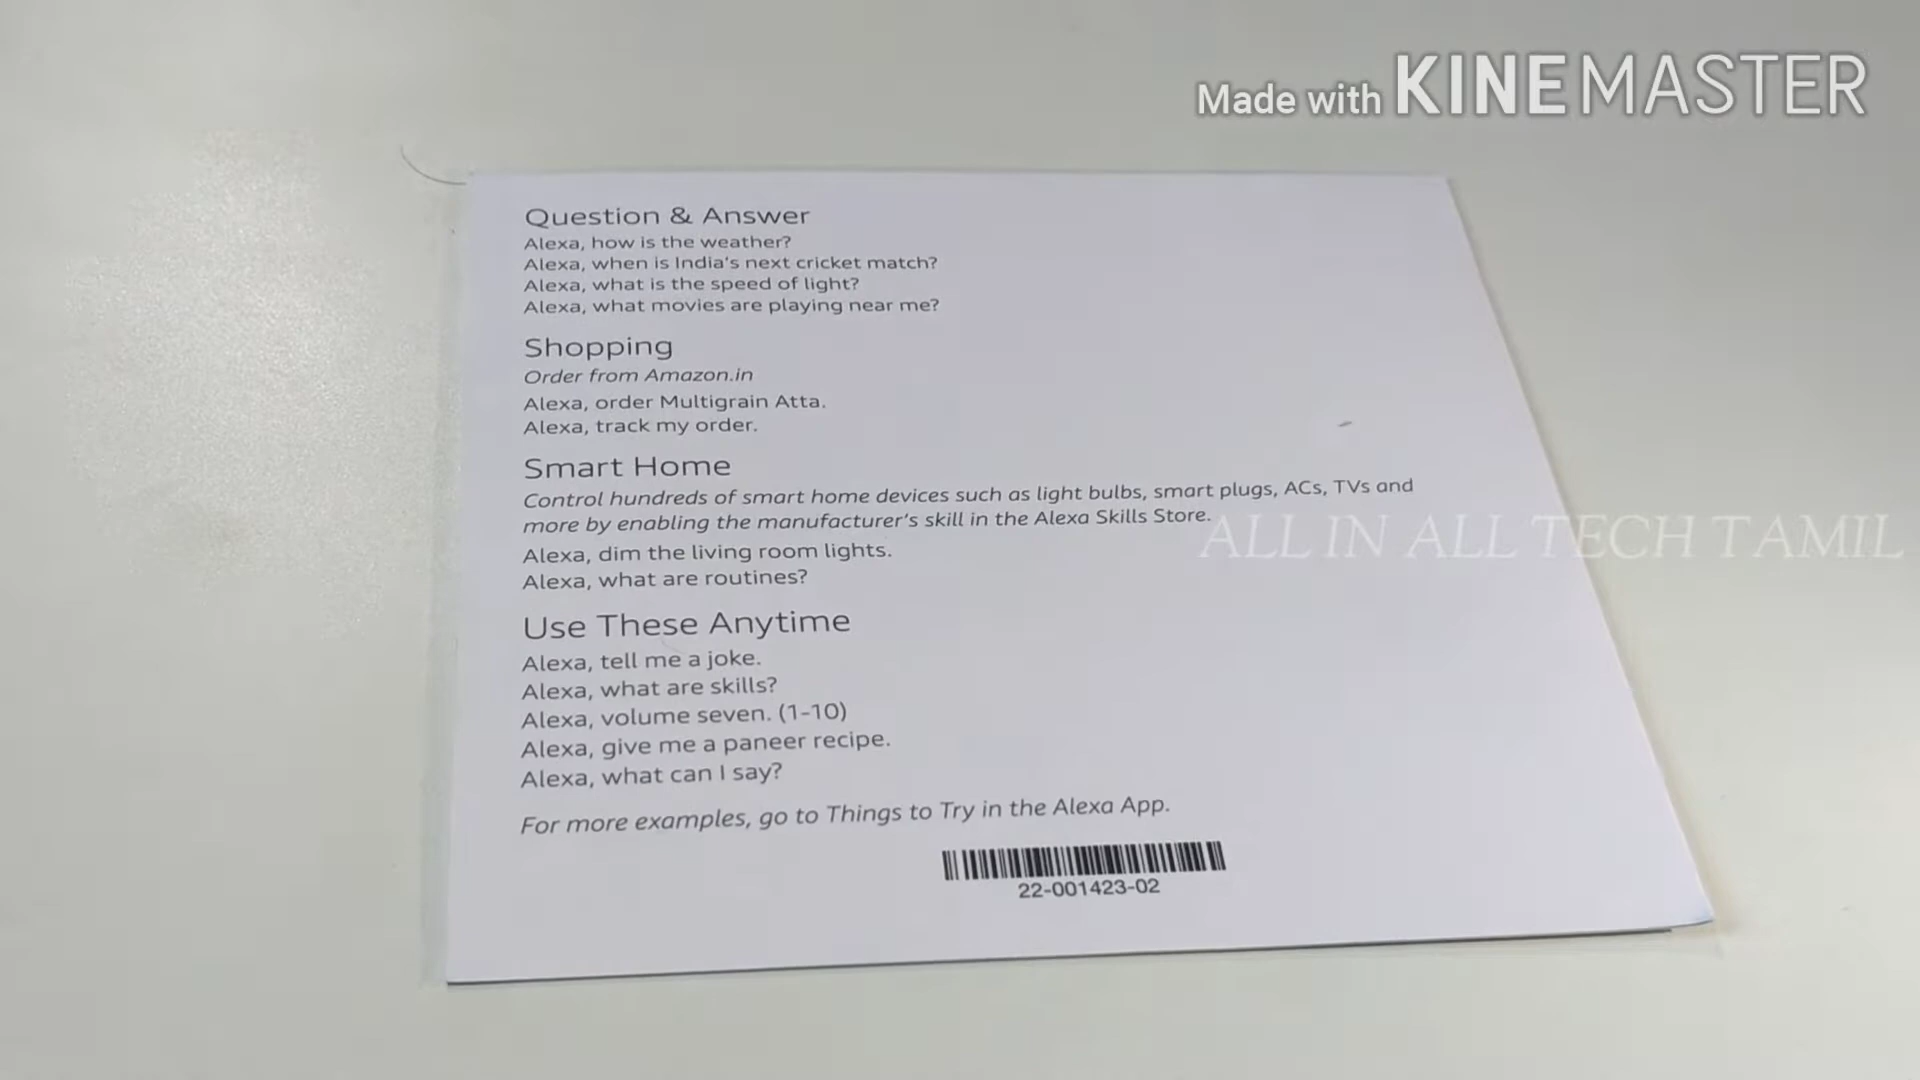 Made with KINEMASTER
Question & Answer
Alexa, how is the weather?
Alexa, when is India's next cricket match?
Alexa, what is the speed of light?
Alexa, what movies are playing near me?
Shopping
Order from Amazon.in
Alexa, order Multigrain Atta.
Alexa, track my order.
Smart Home
Control hundreds of smart home devices such as light bulbs, smart plugs, ACs, TVs and
more by enabling the manufacturer's skill in the Alexa Skills Store.
ALL IN ALL TECH TAMIL
Alexa, dim the living room lights.
Alexa, what are routines?
Use These Anytime
Alexa, tell me a joke.
Alexa, what are skills?
Alexa, volume seven. (1-10)
Alexa, give me a paneer recipe.
Alexa, what can I say?
For more examples, go to Things to Try in the Alexa App.
22-001423-02